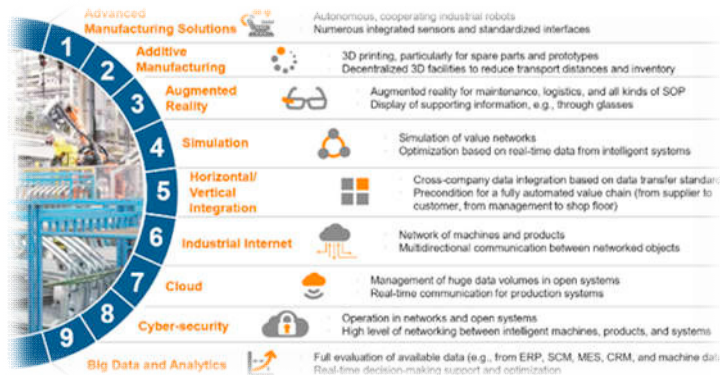 1
Advanced
Manufacturing Solutions
Autonomous, cooperating industrial robots
Numerous integrated sensors and standardized interfaces
2
Additive
Manufacturing
3D printing, particularly for spare parts and prototypes
Decentralized 3D facilities to reduce transport distances and inventory
3
Augmented
Reality
Augmented reality for maintenance, logistics, and all kinds of SOP
Display of supporting information, e.g., through glasses
4
Simulation
Simulation of value networks
Optimization based on real-time data from intelligent systems
5
Horizontal/
Vertical
Integration
Cross-company data integration based on data transfer standard
Precondition for a fully automated value chain (from supplier to
customer, from management to shop floor)
6
Industrial Internet
Network of machines and products
Multidirectional communication between networked objects
7
Cloud
Management of huge data volumes in open systems
Real-time communication for production systems
8
Cyber-security
Operation in networks and open systems
High level of networking between intelligent machines, products, and systems
9
Big Data and Analytics
Full evaluation of available data (e.g., from ERP, SCM, MES, CRM, and machine data
Real-time decision-making support and optimization